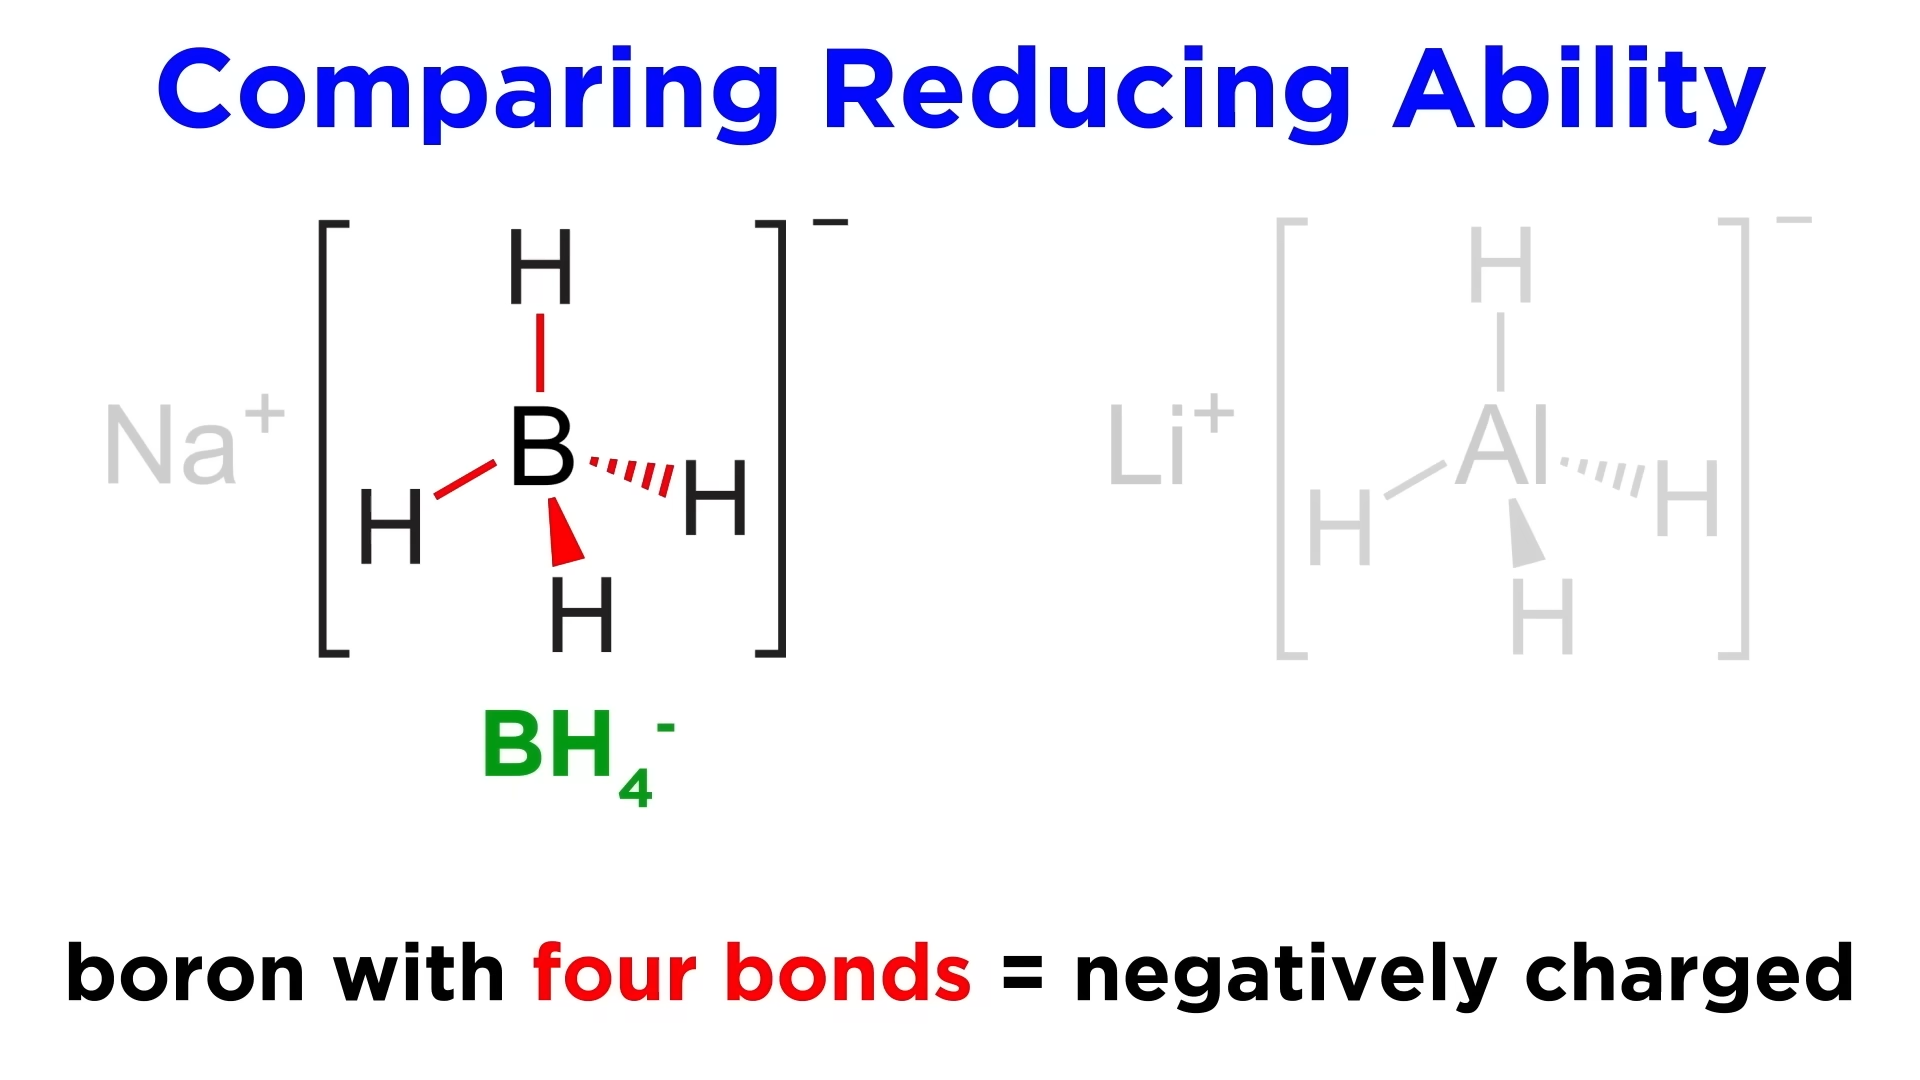 Comparing Reducing Ability
H H
Na⁺ B H H Li⁺ Al H H
H H
BH₄⁻
boron with four bonds = negatively charged